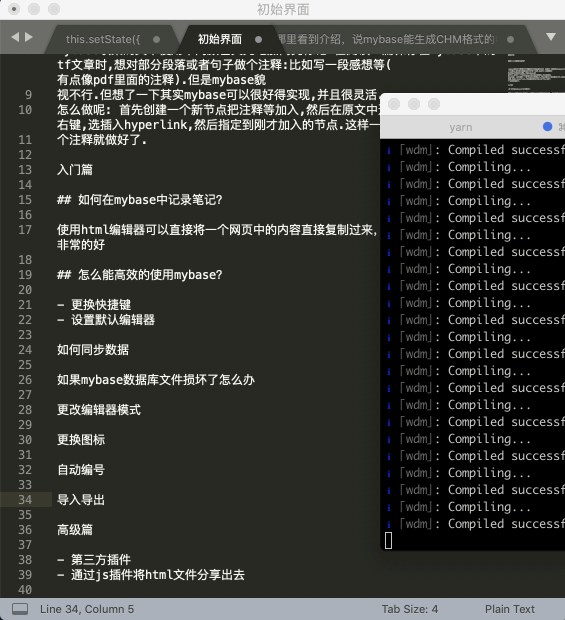 初始界面
this.setState({
初始界面
哪里看到介绍，说mybase能生成CHM格式的
tf文章时,想对部分段落或者句子做个注释:比如写一段感想等(
有点像pdf里面的注释).但是mybase貌
9 视不行.但想了一下其实mybase可以很好得实现,并且很灵活
10 怎么做呢: 首先创建一个新节点把注释等加入,然后在原文中
右键,选插入hyperlink,然后指定到刚才加入的节点.这样一
11 个注释就做好了.
12
13 入门篇
14
15 ## 如何在mybase中记录笔记?
16
17 使用html编辑器可以直接将一个网页中的内容直接复制过来,
非常的好
18
19 ## 怎么能高效的使用mybase?
20
21 - 更换快捷键
22 - 设置默认编辑器
23
24 如何同步数据
25
26 如果mybase数据库文件损坏了怎么办
27
28 更改编辑器模式
29
30 更换图标
31
32 自动编号
33
34 导入导出
35
36 高级篇
37
38 - 第三方插件
39 - 通过js插件将html文件分享出去
40
Line 34, Column 5
Tab Size: 4
Plain Text
yarn
⌘
i ｢wdm｣: Compiled successf
i ｢wdm｣: Compiling...
i ｢wdm｣: Compiled successf
i ｢wdm｣: Compiling...
i ｢wdm｣: Compiled successf
i ｢wdm｣: Compiling...
i ｢wdm｣: Compiled successf
i ｢wdm｣: Compiling...
i ｢wdm｣: Compiled successf
i ｢wdm｣: Compiling...
i ｢wdm｣: Compiled successf
i ｢wdm｣: Compiling...
i ｢wdm｣: Compiled successf
i ｢wdm｣: Compiling...
i ｢wdm｣: Compiled successf
i ｢wdm｣: Compiling...
i ｢wdm｣: Compiled successf
i ｢wdm｣: Compiling...
i ｢wdm｣: Compiled successf
i ｢wdm｣: Compiling...
i ｢wdm｣: Compiled successf
i ｢wdm｣: Compiling...
i ｢wdm｣: Compiled successf